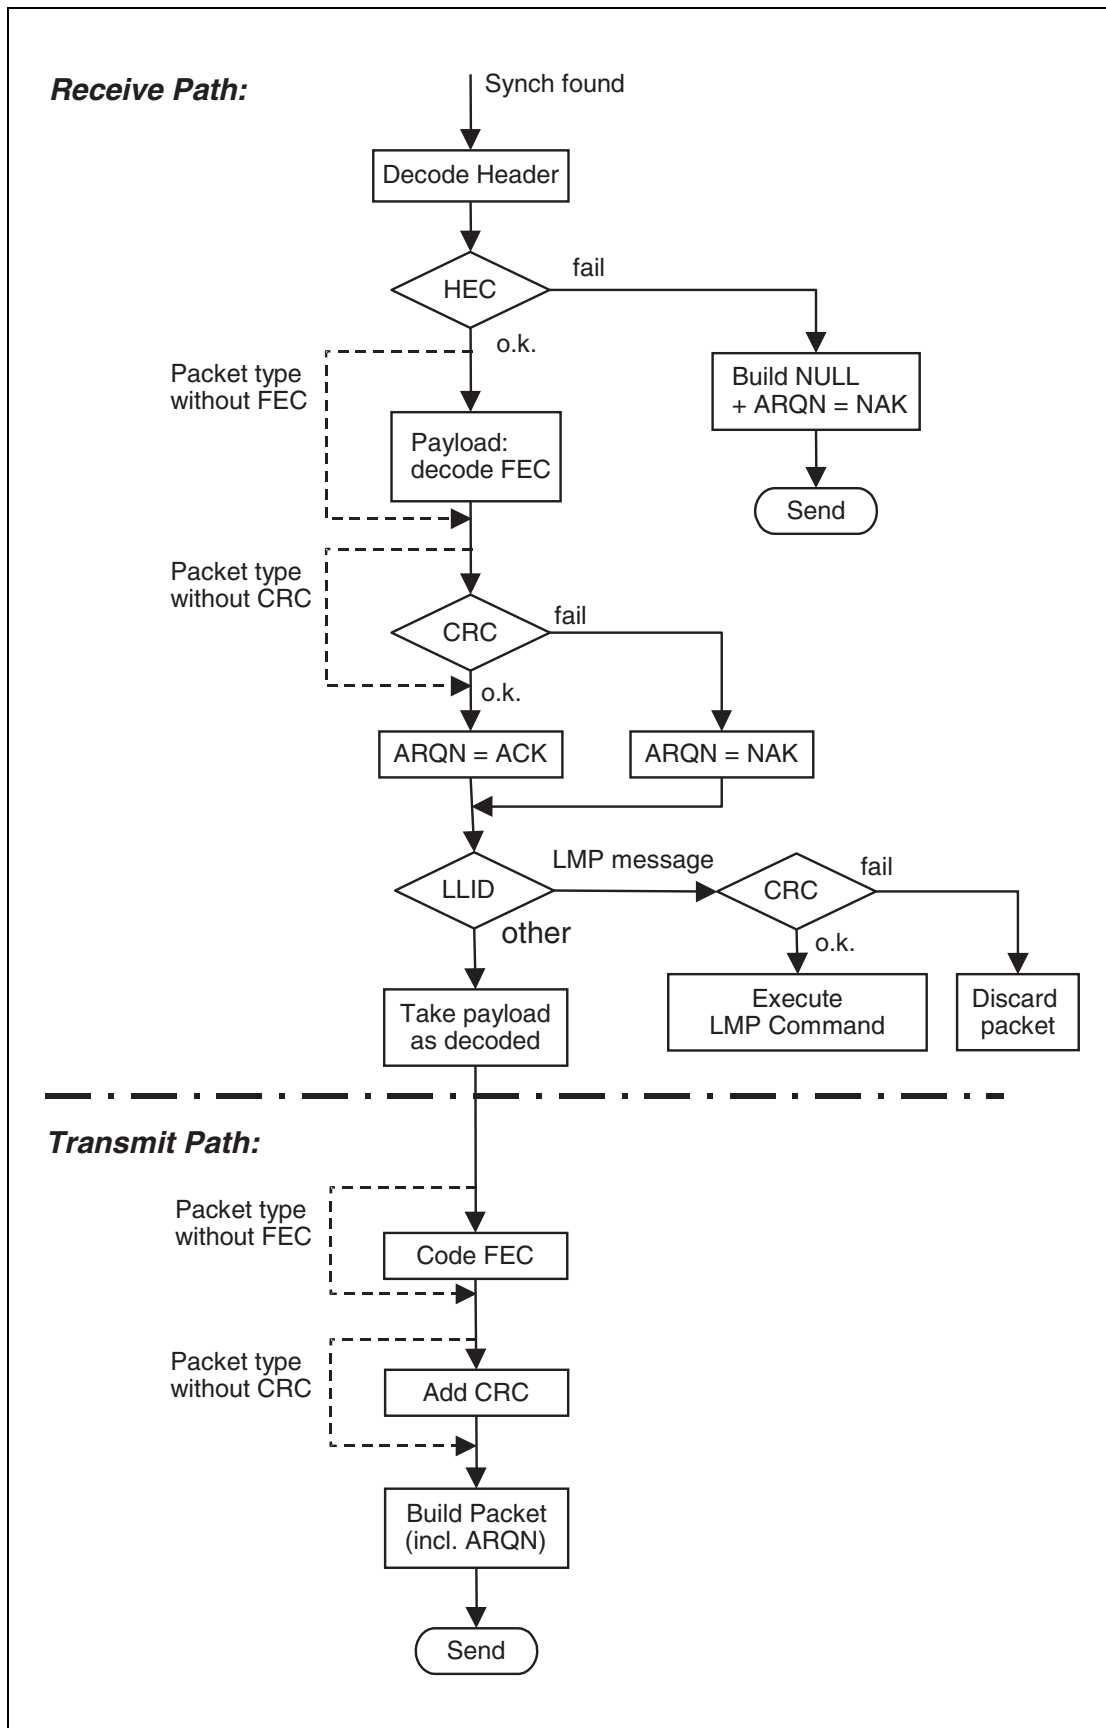 Receive Path:
Synch found
Decode Header
HEC
fail
o.k.
Packet type
without FEC
Build NULL
+ ARQN = NAK
Payload:
decode FEC
Send
Packet type
without CRC
CRC
fail
o.k.
ARQN = ACK
ARQN = NAK
LLID
LMP message
CRC
fail
other
o.k.
Take payload
as decoded
Execute
LMP Command
Discard
packet
Transmit Path:
Packet type
without FEC
Code FEC
Packet type
without CRC
Add CRC
Build Packet
(incl. ARQN)
Send